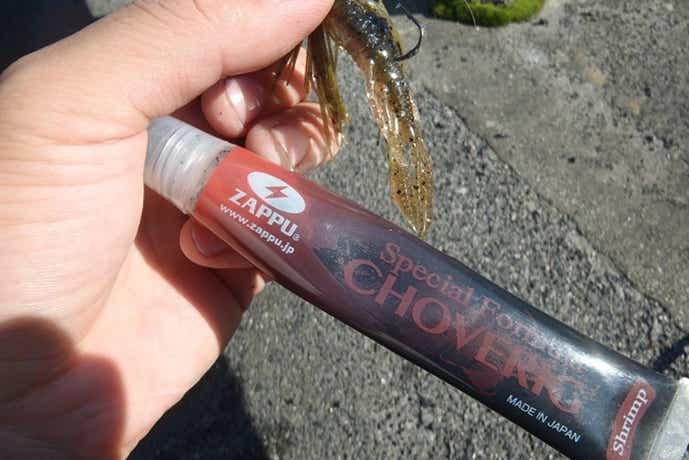 ZAPPU®
www.zappu.jp
Special Formula
CHOVERIG
MADE IN JAPAN
Shrimp